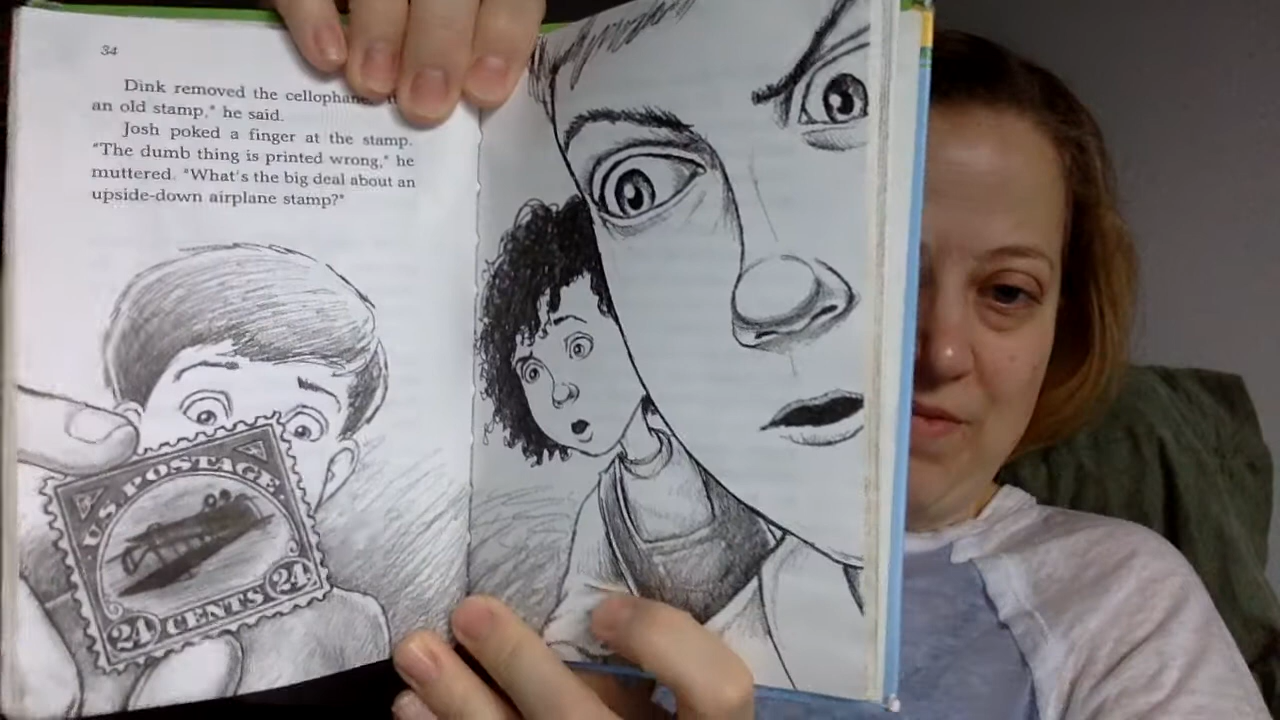 34
Dink removed the cellophane.
an old stamp," he said.
Josh poked a finger at the stamp.
"The dumb thing is printed wrong," he
muttered. "What's the big deal about an
upside-down airplane stamp?"
U.S. POSTAGE
24 CENTS 24